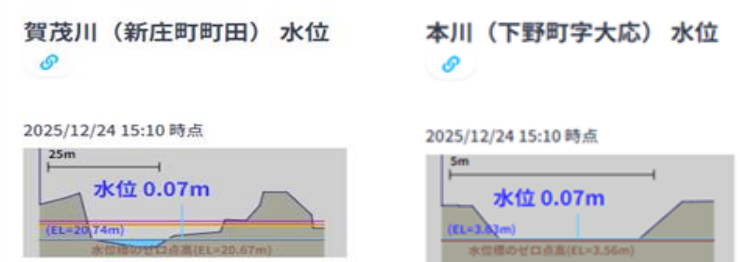 賀茂川（新庄町町田） 水位
2025/12/24 15:10 時点
25m
水位 0.07m
(EL=20.74m)
水位標のゼロ点高(EL=20.67m)
本川（下野町字大応） 水位
2025/12/24 15:10 時点
5m
水位 0.07m
(EL=3.63m)
水位標のゼロ点高(EL=3.56m)